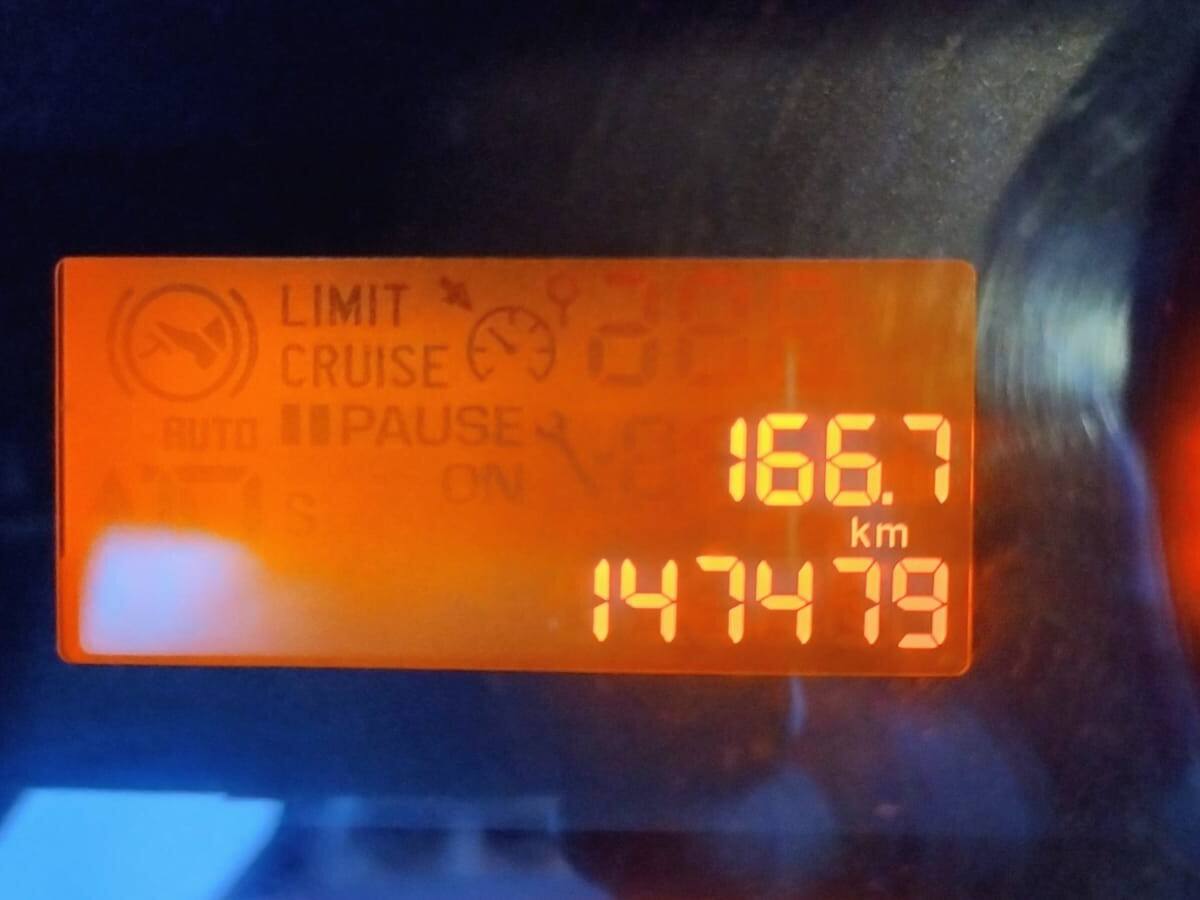 LIMIT
CRUISE
AUTO
PAUSE
ON
166.7
km
147479